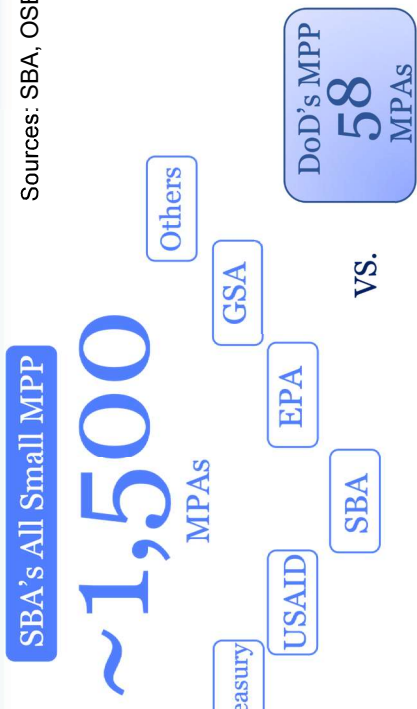 Sources: SBA, OSB
SBA's All Small MPP
~1,500
MPAs
Others
GSA
EPA
SBA
USAID
easury
vs.
DoD's MPP
58
MPAs